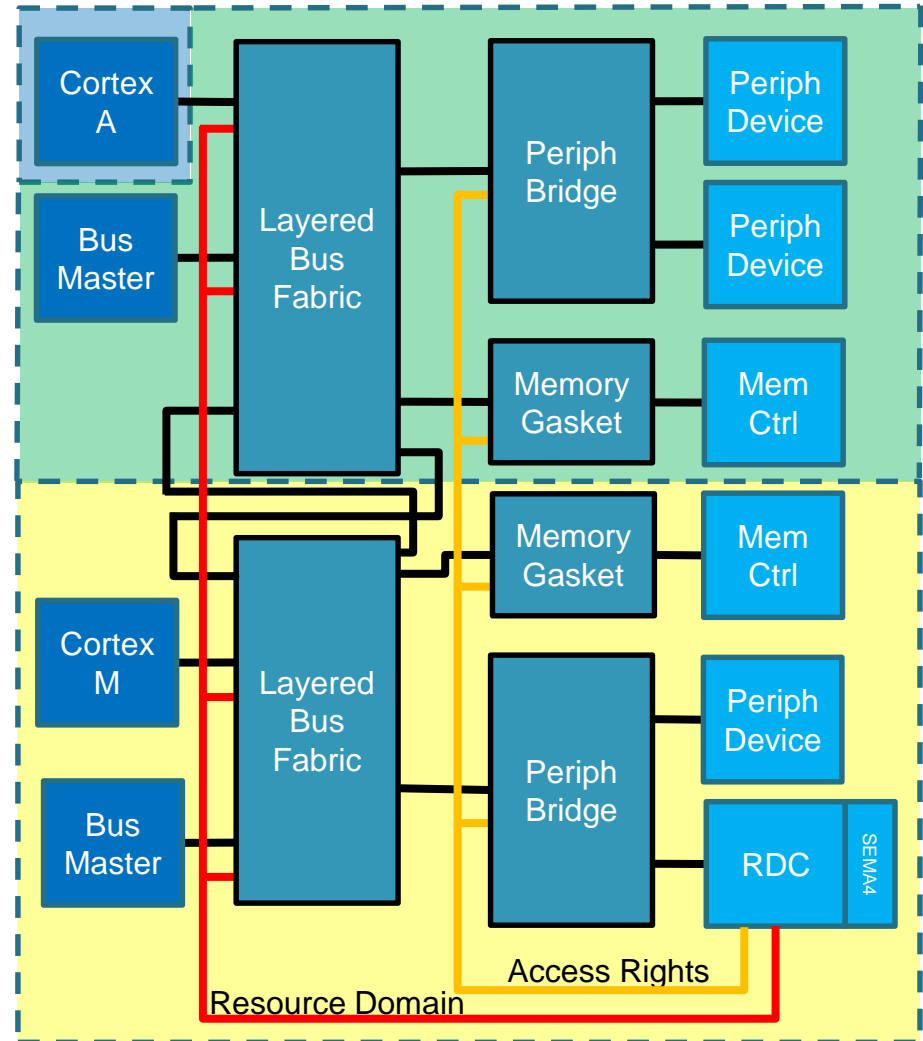 Cortex
A
Bus
Master
Layered
Bus
Fabric
Periph
Bridge
Periph
Device
Periph
Device
Memory
Gasket
Mem
Ctrl
Memory
Gasket
Mem
Ctrl
Cortex
M
Layered
Bus
Fabric
Periph
Bridge
Periph
Device
Bus
Master
RDC
SEMA4
Access Rights
Resource Domain